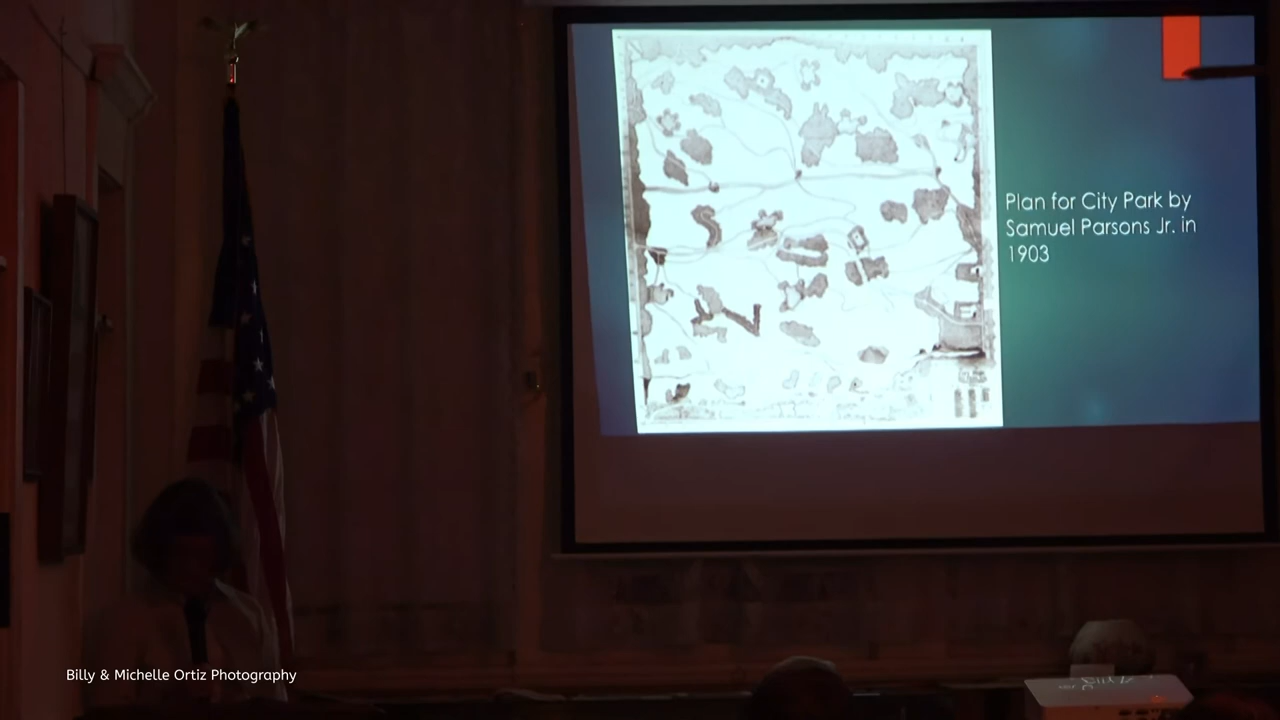 Plan for City Park by
Samuel Parsons Jr. in
1903
Billy & Michelle Ortiz Photography